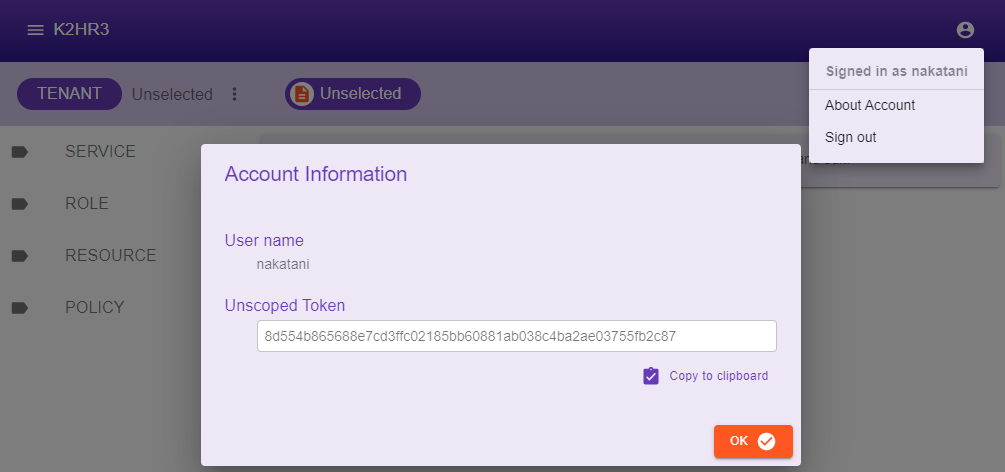 K2HR3
Signed in as nakatani
About Account
Sign out
TENANT Unselected Unselected
SERVICE
ROLE
RESOURCE
POLICY
Account Information
User name
nakatani
Unscoped Token
8d554b865688e7cd3ffc02185bb60881ab038c4ba2ae03755fb2c87
Copy to clipboard
OK